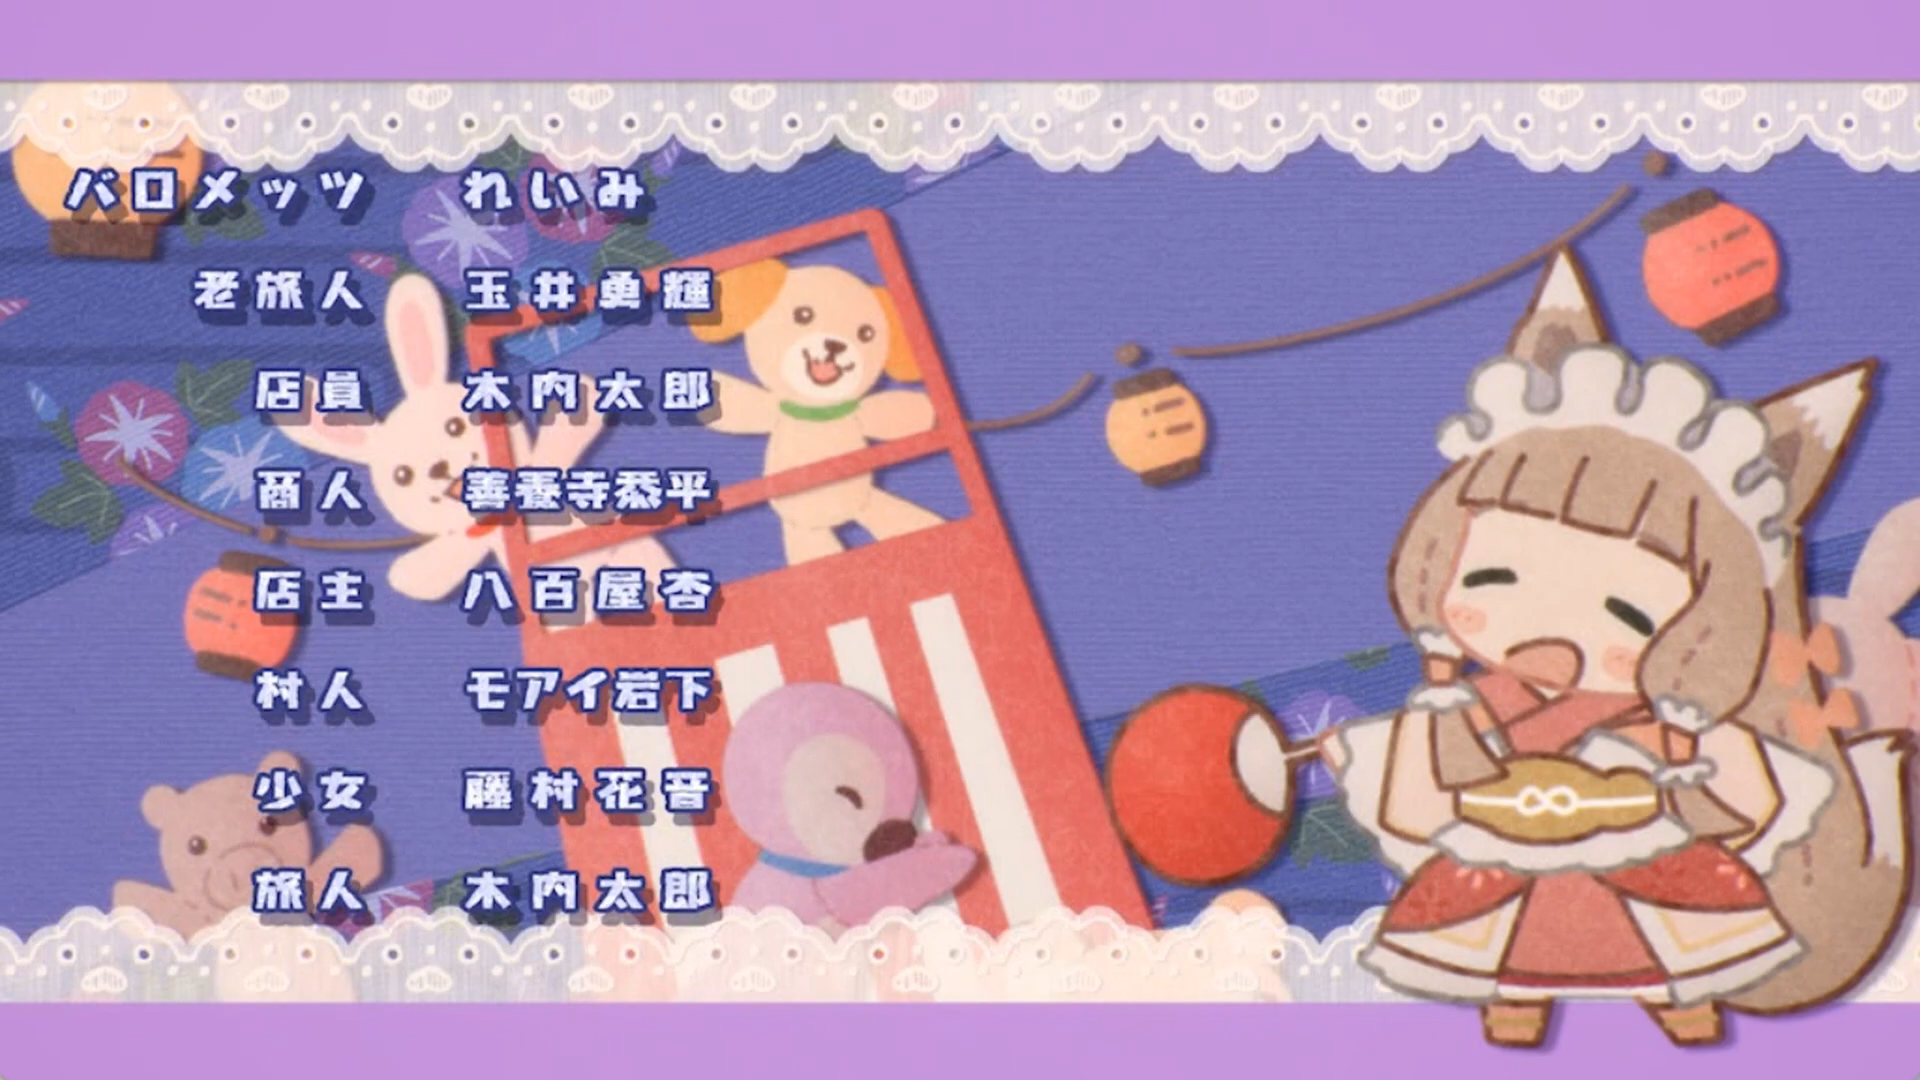 バロメッツ れいみ
老旅人 玉井勇輝
店員 木内太郎
商人 善養寺恭平
店主 八百屋杏
村人 モアイ岩下
少女 藤村花音
旅人 木内太郎